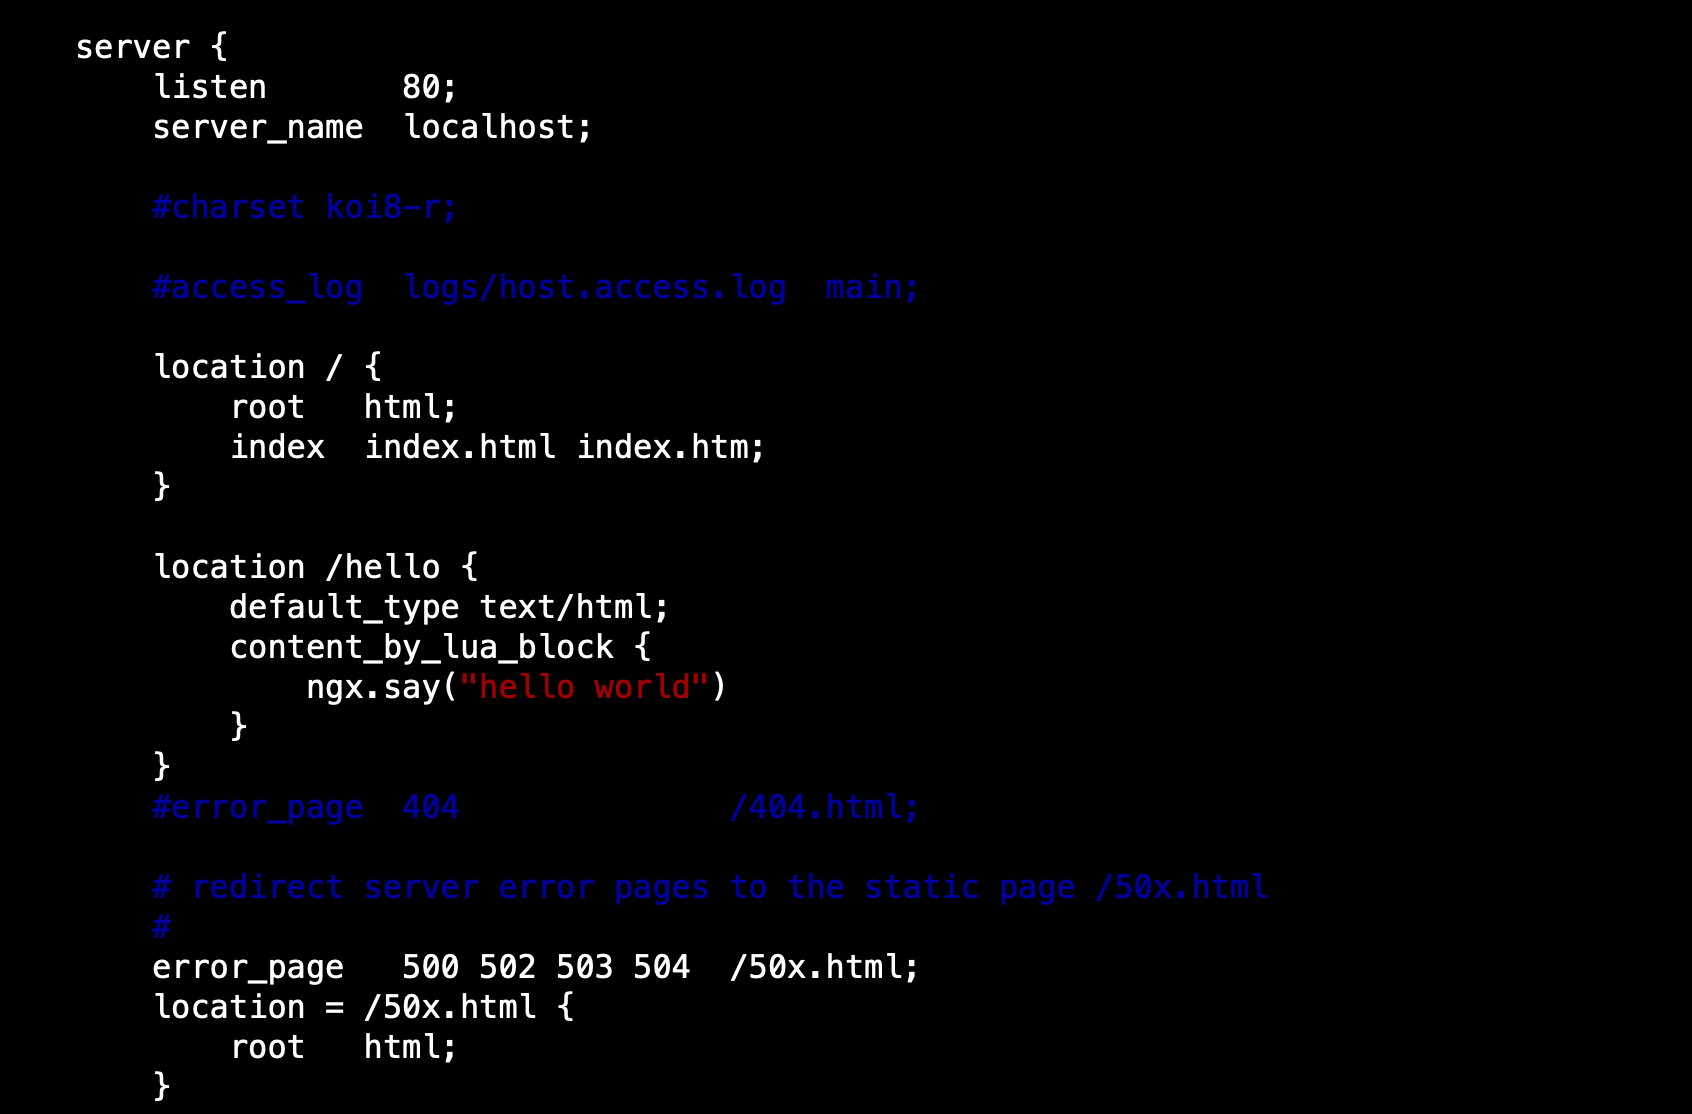 server {
    listen       80;
    server_name  localhost;

    #charset koi8-r;

    #access_log  logs/host.access.log  main;

    location / {
        root   html;
        index  index.html index.htm;
    }

    location /hello {
        default_type text/html;
        content_by_lua_block {
            ngx.say("hello world")
        }
    }
    #error_page  404              /404.html;

    # redirect server error pages to the static page /50x.html
    #
    error_page   500 502 503 504  /50x.html;
    location = /50x.html {
        root   html;
    }